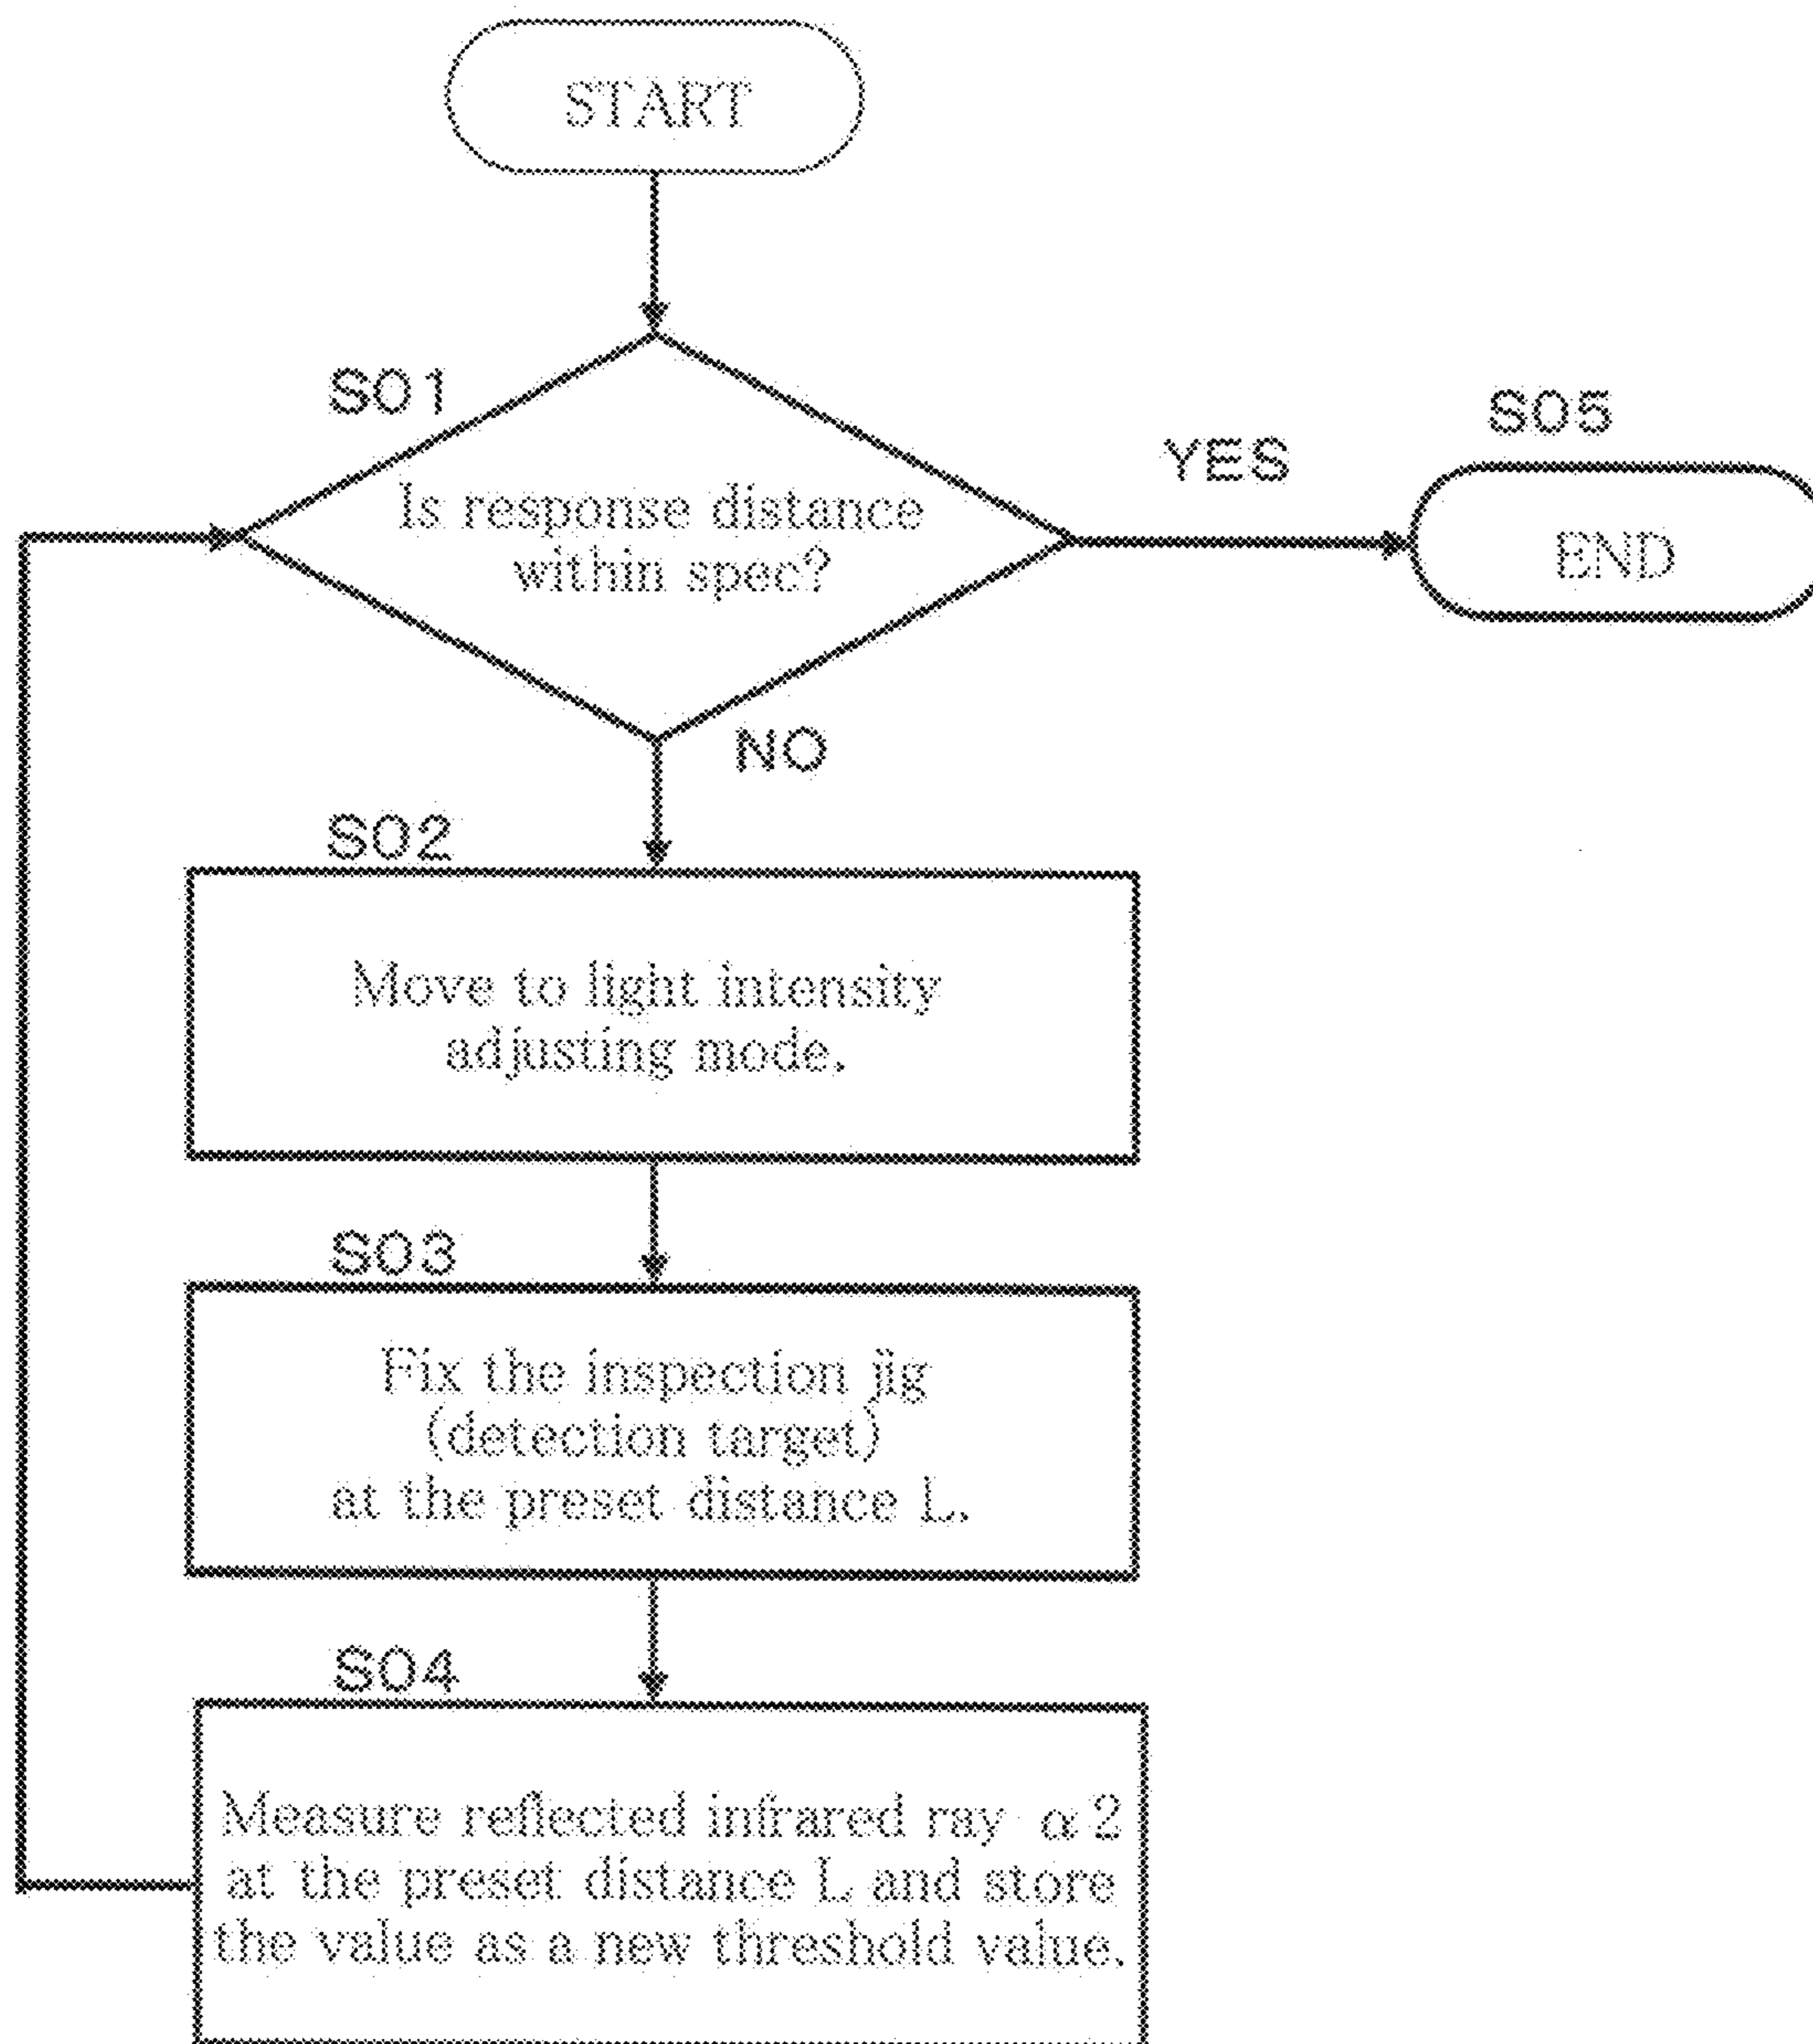 START
S01
Is response distance
within spec?
YES
S05
END
NO
S02
Move to light intensity
adjusting mode.
S03
Fix the inspection jig
(detection target)
at the preset distance L.
S04
Measure reflected infrared ray α2
at the preset distance L and store
the value as a new threshold value.